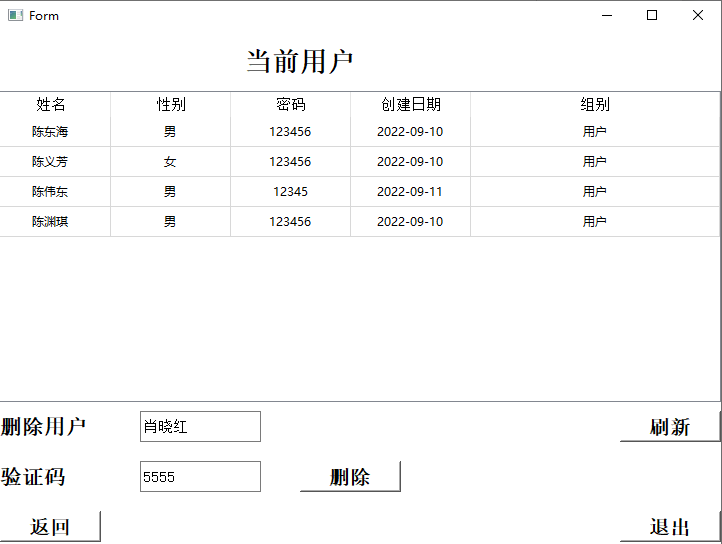 Form
当前用户
姓名 性别 密码 创建日期 组别
陈东海 男 123456 2022-09-10 用户
陈义芳 女 123456 2022-09-10 用户
陈伟东 男 12345 2022-09-11 用户
陈渊琪 男 123456 2022-09-10 用户
删除用户 肖晓红 刷新
验证码 5555 删除
返回 退出